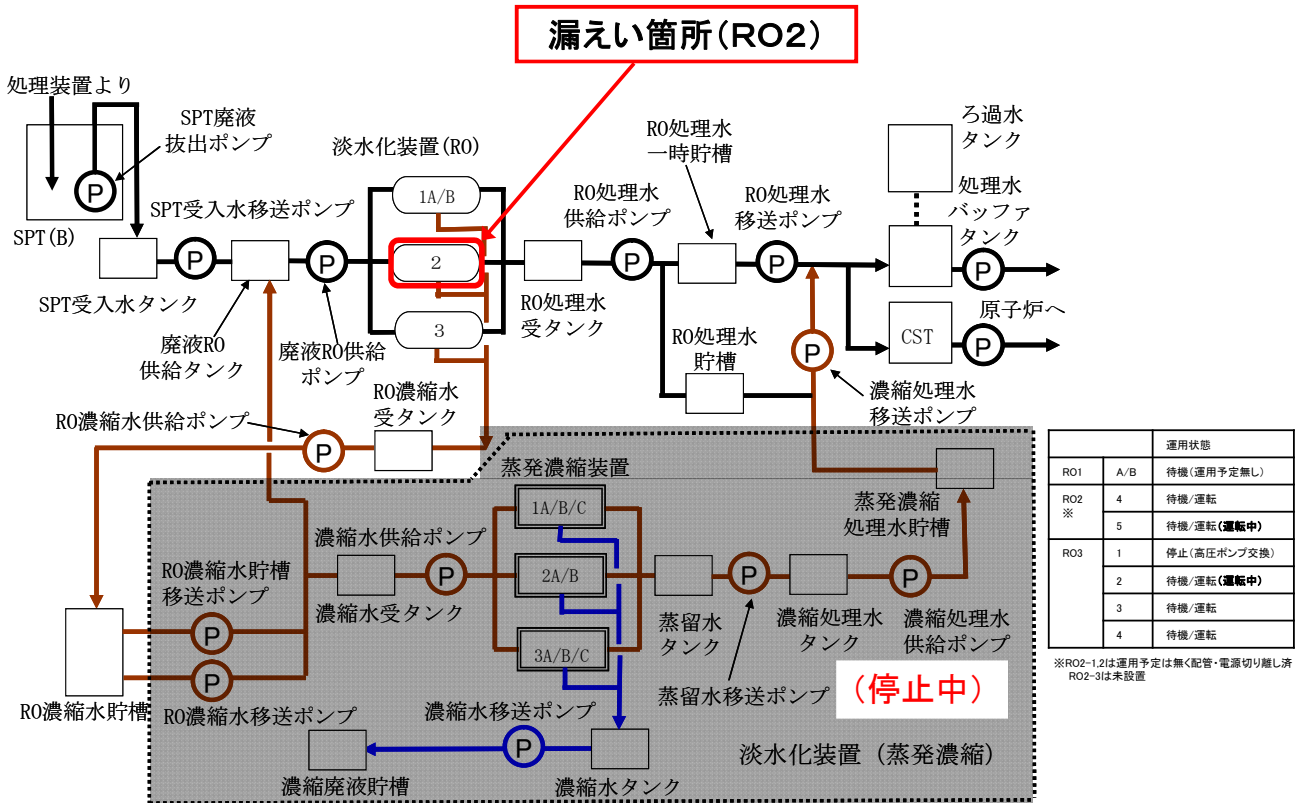 漏えい箇所(RO2)
処理装置より
SPT廃液
抜出ポンプ
P
SPT(B)
淡水化装置(RO)
1A/B
2
3
SPT受入水移送ポンプ
P
P
SPT受入水タンク
廃液RO
供給タンク
廃液RO供給
ポンプ
RO処理水
受タンク
RO処理水
供給ポンプ
P
RO処理水
一時貯槽
RO処理水
移送ポンプ
P
RO処理水
貯槽
ろ過水
タンク
処理水
バッファ
タンク
P
原子炉へ
CST
P
P
濃縮処理水
移送ポンプ
RO濃縮水
受タンク
RO濃縮水供給ポンプ
P
蒸発濃縮装置
1A/B/C
2A/B
3A/B/C
濃縮水供給ポンプ
P
濃縮水受タンク
RO濃縮水貯槽
移送ポンプ
P
P
RO濃縮水貯槽
RO濃縮水移送ポンプ
蒸発濃縮
処理水貯槽
蒸留水
タンク
P
濃縮処理水
タンク
P
濃縮処理水
供給ポンプ
蒸留水移送ポンプ
(停止中)
濃縮水移送ポンプ
P
濃縮廃液貯槽
濃縮水タンク
淡水化装置(蒸発濃縮)
運用状態
RO1 A/B 待機(運用予定無し)
RO2 4 待機/運転
※
5 待機/運転(運転中)
RO3 1 停止(高圧ポンプ交換)
2 待機/運転(運転中)
3 待機/運転
4 待機/運転
※RO2-1,2は運用予定は無く配管・電源切り離し済
RO2-3は未設置